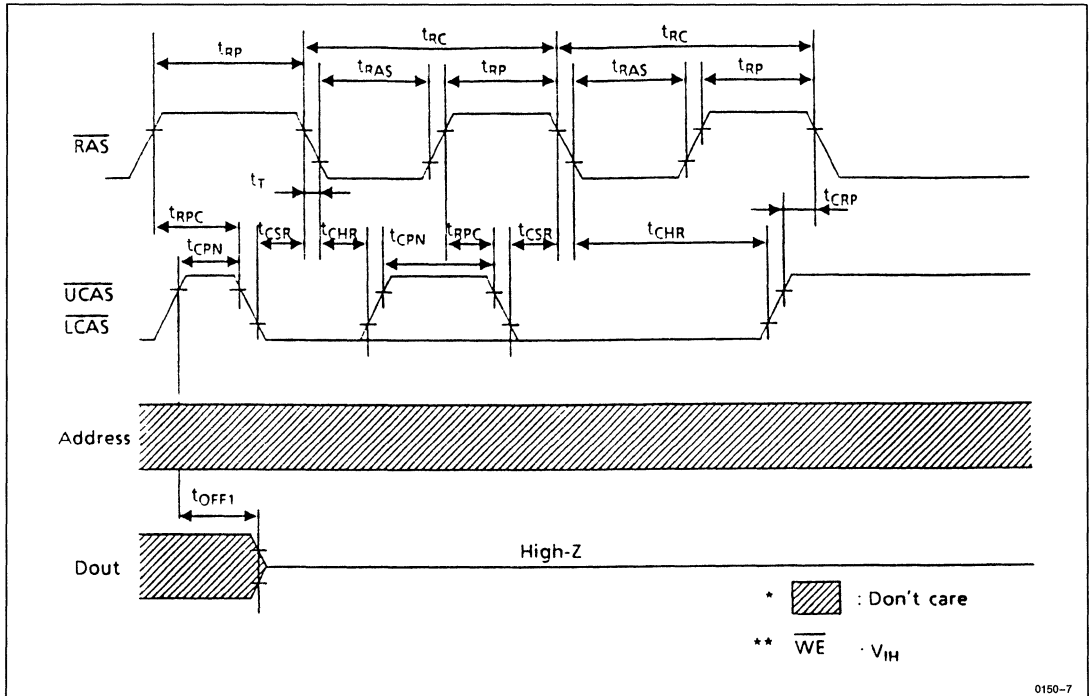 tRC tRC
tRP tRAS tRP tRAS tRP
RAS
tT tCRP
tRPC tCSR tCHR tCPN tRPC tCSR tCHR
tCPN
UCAS
LCAS
Address
tOFF1
Dout High-Z
* : Don't care
** WE · VIH
0150-7